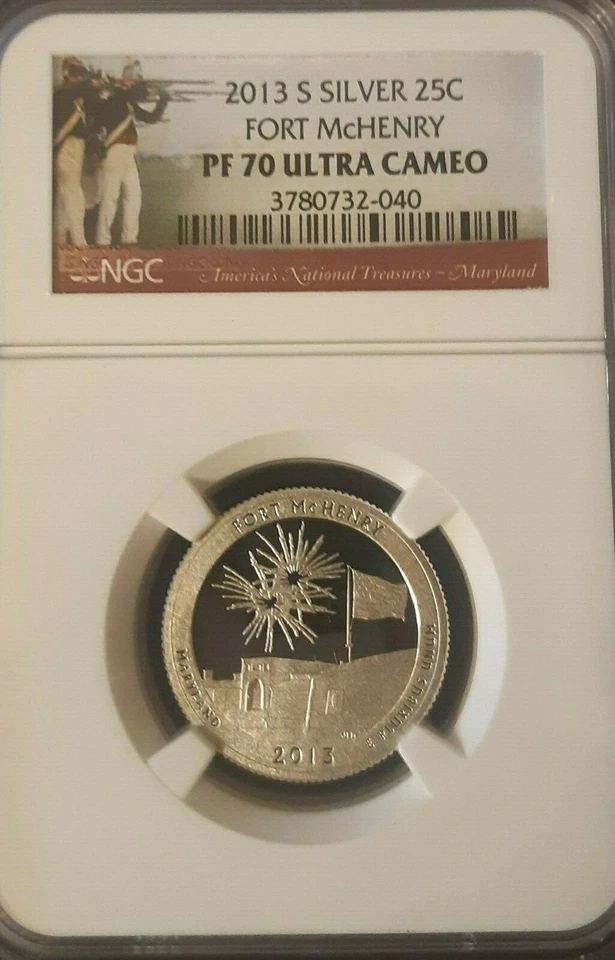 2013 S SILVER 25C
FORT McHENRY
PF 70 ULTRA CAMEO
3780732-040
NGC
America's National Treasures ~ Maryland
FORT McHENRY
MARYLAND
E PLURIBUS UNUM
2013